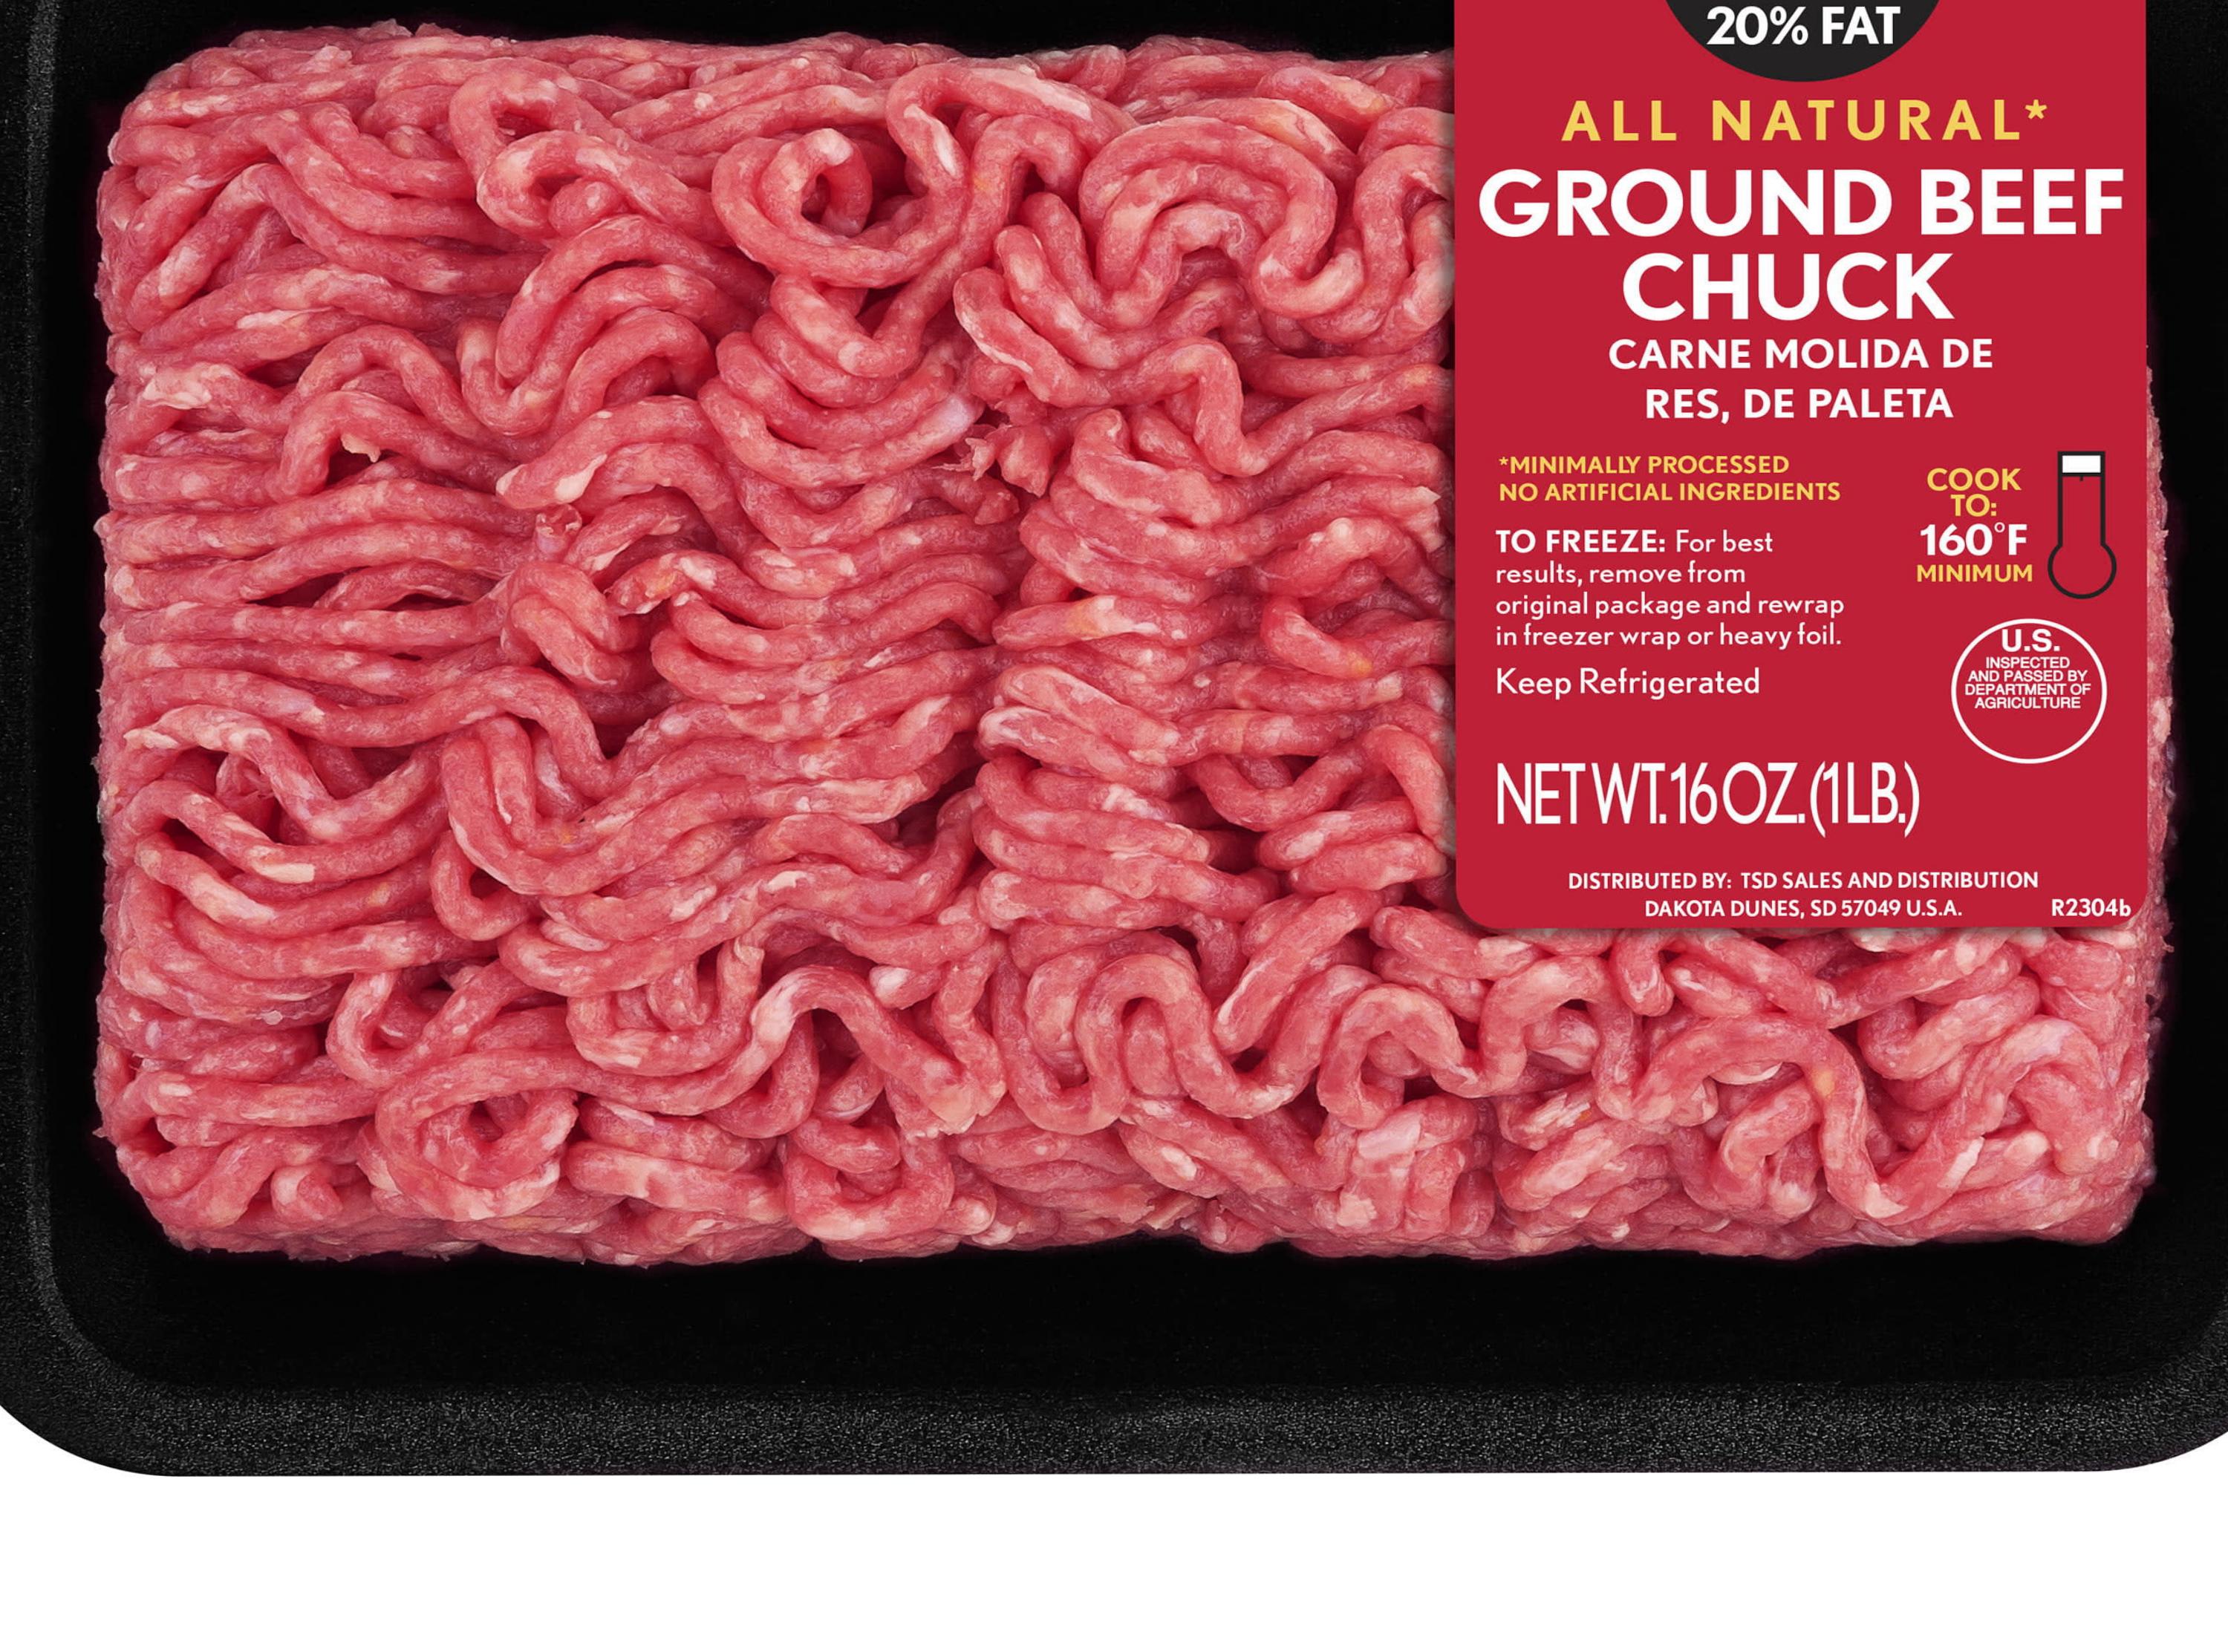 20% FAT
ALL NATURAL*
GROUND BEEF
CHUCK
CARNE MOLIDA DE
RES, DE PALETA
*MINIMALLY PROCESSED
NO ARTIFICIAL INGREDIENTS
TO FREEZE: For best
results, remove from
original package and rewrap
in freezer wrap or heavy foil.
Keep Refrigerated
COOK
TO:
160°F
MINIMUM
U.S.
INSPECTED
AND PASSED BY
DEPARTMENT OF
AGRICULTURE
NET WT. 16 OZ. (1 LB.)
DISTRIBUTED BY: TSD SALES AND DISTRIBUTION
DAKOTA DUNES, SD 57049 U.S.A.
R2304b